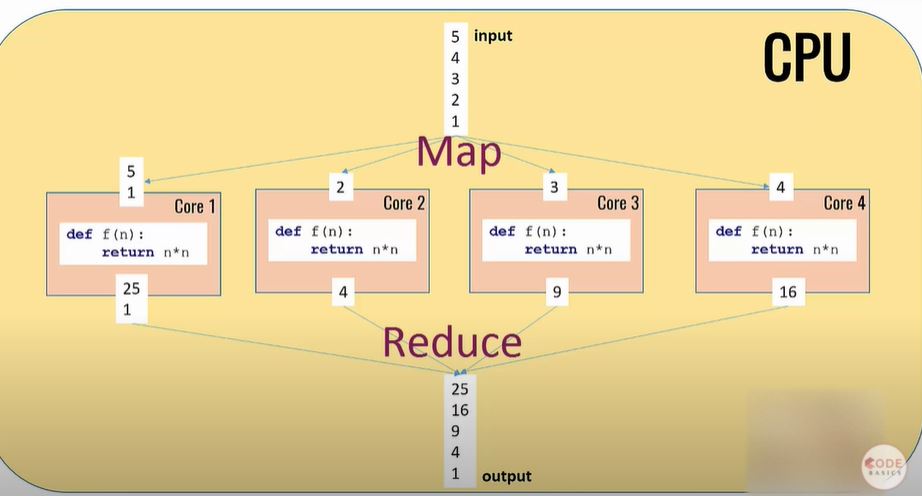 CPU
5 input
4
3
2
1
Map
5
1
Core 1
def f(n):
return n*n
25
1
2
Core 2
def f(n):
return n*n
4
3
Core 3
def f(n):
return n*n
9
4
Core 4
def f(n):
return n*n
16
Reduce
25
16
9
4
1 output
CODE
BASICS